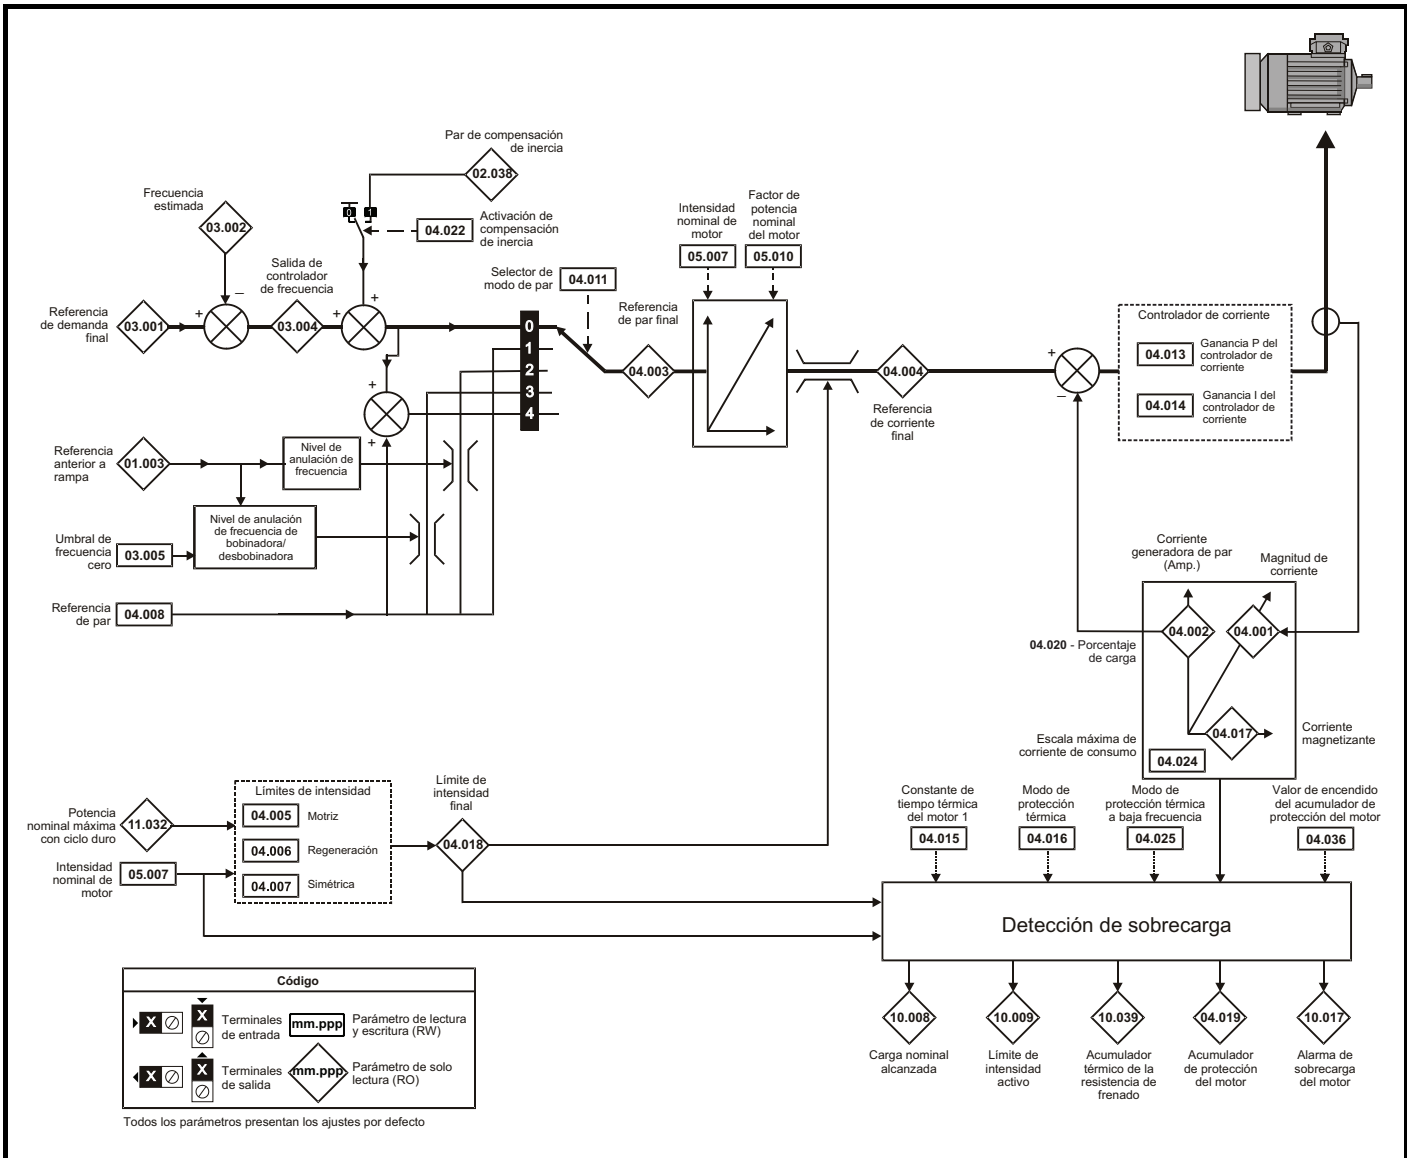 Par de compensación
de inercia
02.038
Frecuencia
estimada
03.002
0
1
04.022
Activación de
compensación
de inercia
Intensidad
nominal de
motor
05.007
Factor de
potencia
nominal
del motor
05.010
Salida de
controlador
de frecuencia
Selector de
modo de par
04.011
Referencia
de par final
Referencia
de demanda
final
03.001
+
−
03.004
+
+
0
1
2
3
4
04.003
04.004
Referencia
de corriente
final
+
−
Controlador de corriente
04.013
Ganancia P del
controlador de
corriente
04.014
Ganancia I del
controlador de
corriente
+
+
Referencia
anterior a
rampa
01.003
Nivel de
anulación de
frecuencia
Nivel de anulación
de frecuencia de
bobinadora/
desbobinadora
Umbral de
frecuencia
cero
03.005
Referencia
de par
04.008
Corriente
generadora de par
(Amp.)
Magnitud de
corriente
04.002
04.001
04.020 - Porcentaje
de carga
04.017
Corriente
magnetizante
Escala máxima de
corriente de consumo
04.024
Potencia
nominal máxima
con ciclo duro
11.032
Intensidad
nominal de
motor
05.007
Límites de intensidad
04.005
Motriz
04.006
Regeneración
04.007
Simétrica
Límite de
intensidad
final
04.018
Constante de
tiempo térmica
del motor 1
04.015
Modo de
protección
térmica
04.016
Modo de
protección térmica
a baja frecuencia
04.025
Valor de encendido
del acumulador de
protección del motor
04.036
Detección de sobrecarga
10.008
Carga nominal
alcanzada
10.009
Límite de
intensidad
activo
10.039
Acumulador
térmico de la
resistencia de
frenado
04.019
Acumulador
de protección
del motor
10.017
Alarma de
sobrecarga
del motor
Código
X
X
Terminales
de entrada
mm.ppp
Parámetro de lectura
y escritura (RW)
X
X
Terminales
de salida
mm.ppp
Parámetro de solo
lectura (RO)
Todos los parámetros presentan los ajustes por defecto